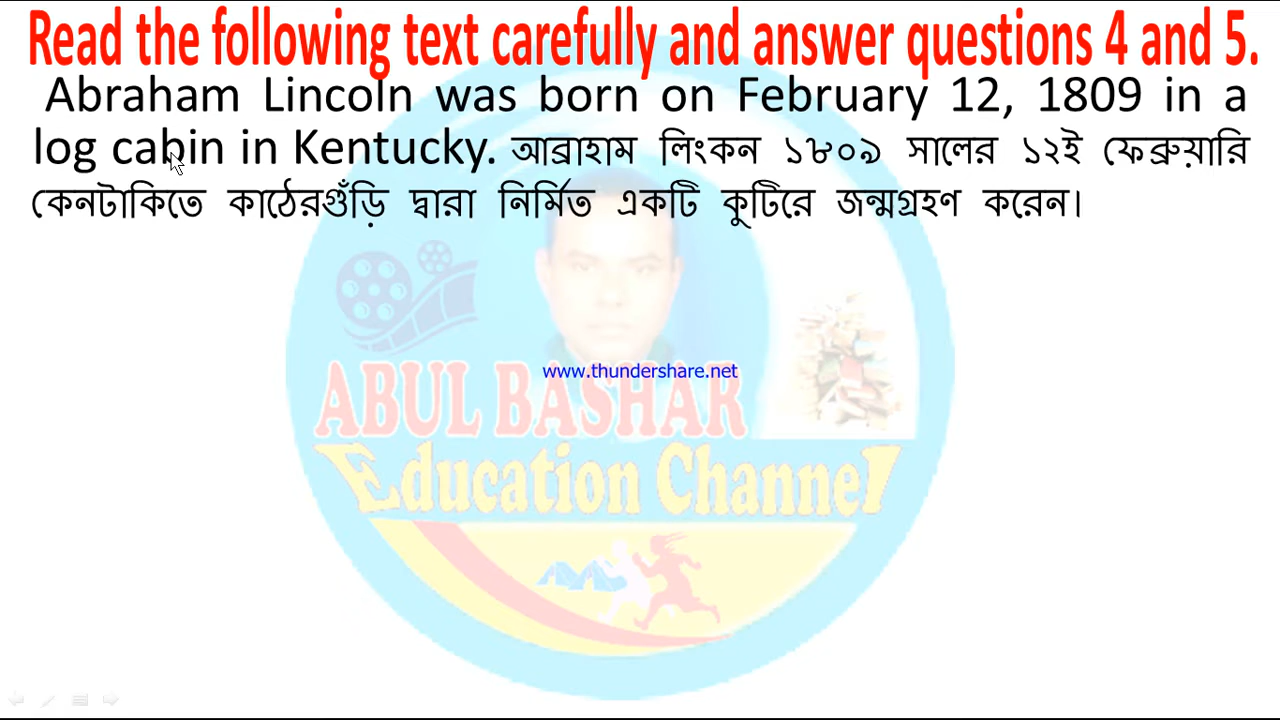 Read the following text carefully and answer questions 4 and 5.
Abraham Lincoln was born on February 12, 1809 in a
log cabin in Kentucky. আব্রাহাম লিংকন ১৮০৯ সালের ১২ই ফেব্রুয়ারি
কেনটাকিতে কাঠেরগুঁড়ি দ্বারা নির্মিত একটি কুটিরে জন্মগ্রহণ করেন।
www.thundershare.net
ABUL BASHAR
Education Channel